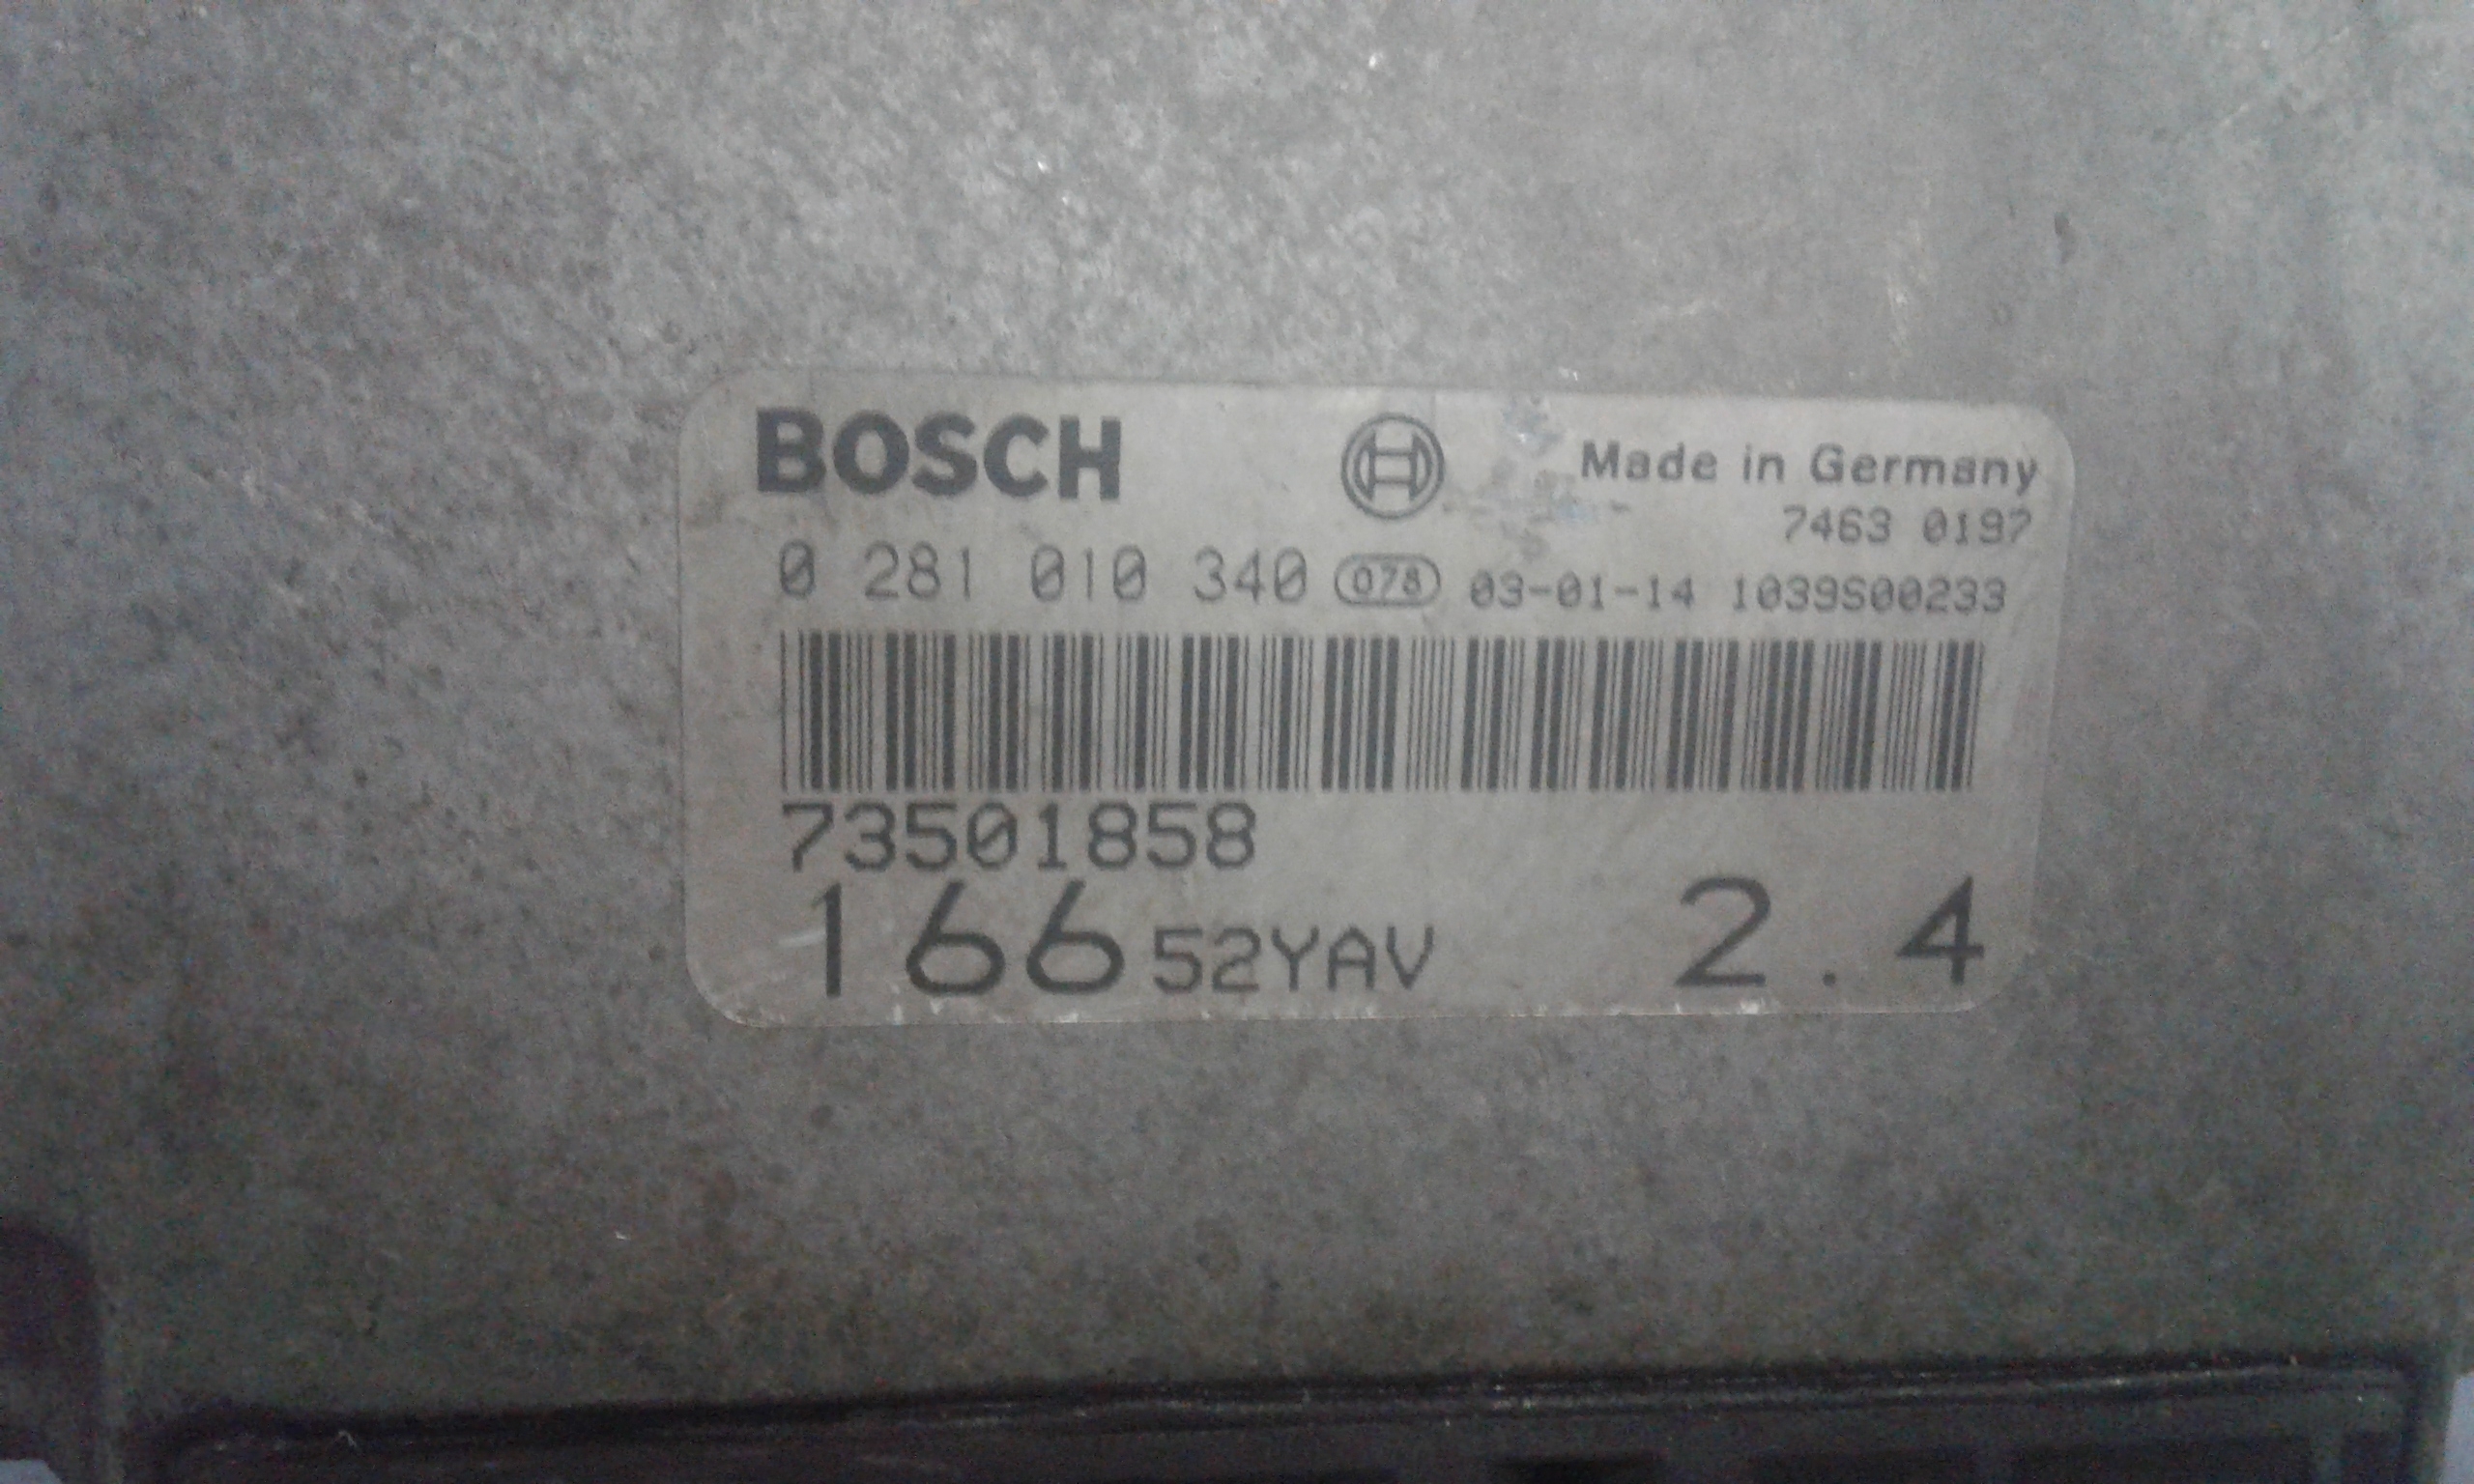 BOSCH Made in Germany
7463 0197
0 281 010 340 078 03-01-14 1039S00233
73501858
166 52YAV 2.4